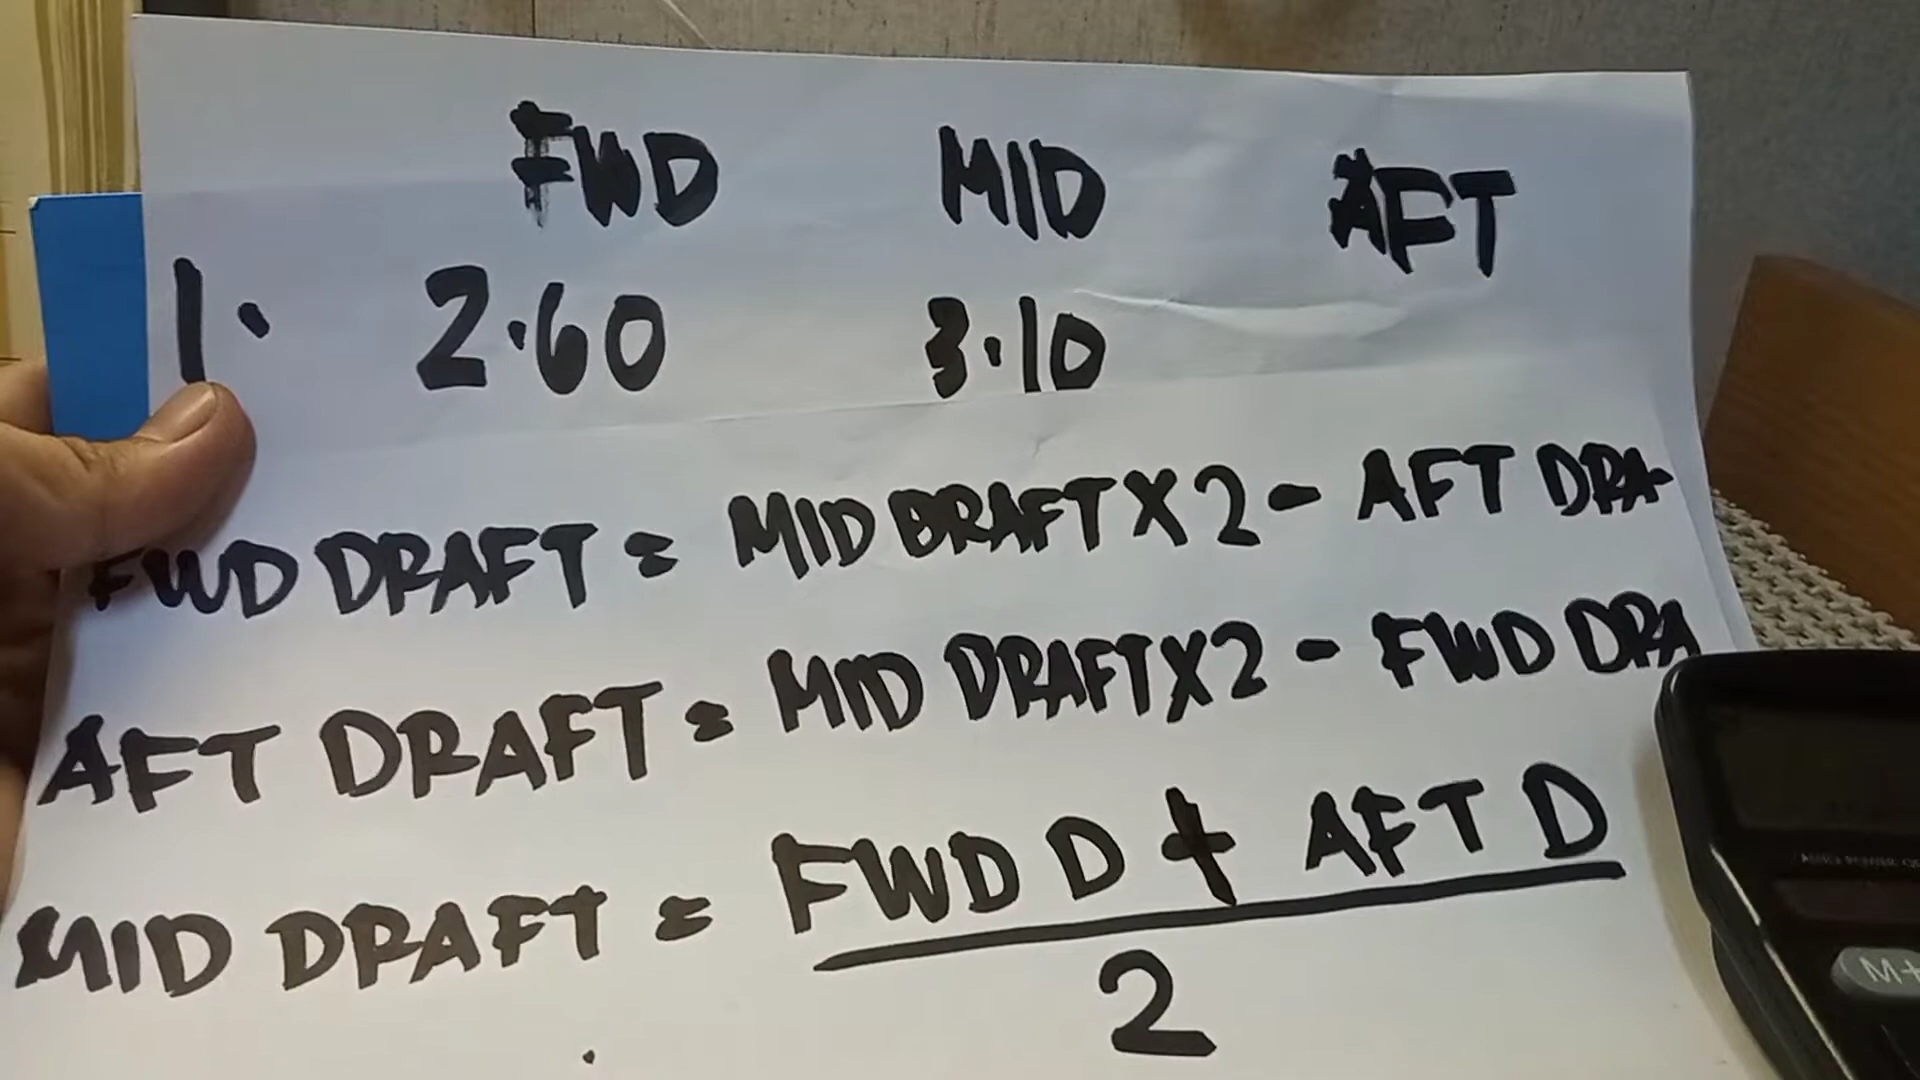 FWD MID AFT
1. 2.60 3.10
FWD DRAFT = MID DRAFT X 2 - AFT DRA
AFT DRAFT = MID DRAFT X 2 - FWD DRA
MID DRAFT = FWD D + AFT D
2
M+